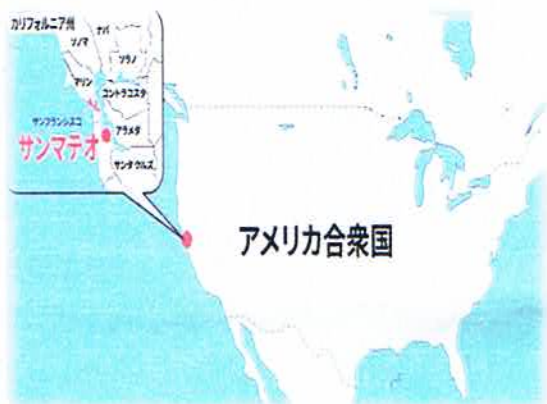 カリフォルニア州
ナパ
ソノマ
ソラノ
マリン
コントラコスタ
サンフランシスコ
アラメダ
サンマテオ
サンタクルズ
アメリカ合衆国